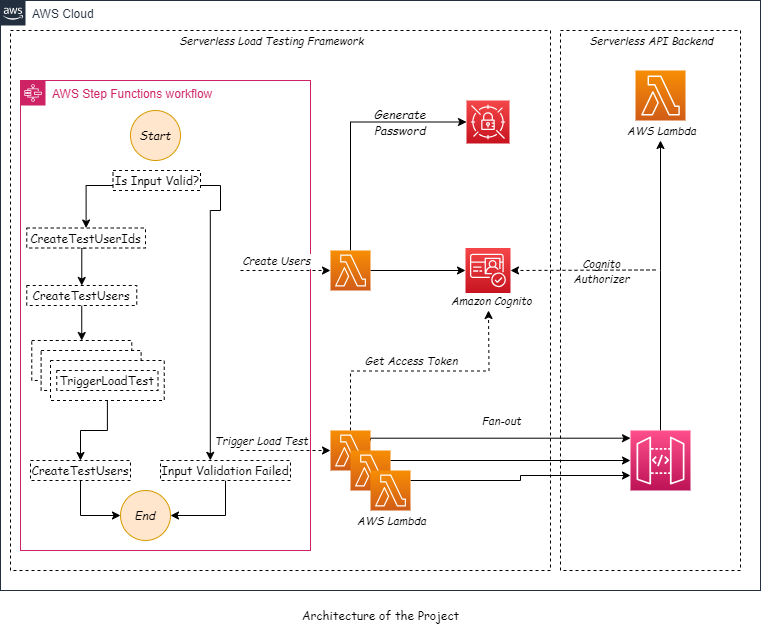 aws
AWS Cloud
Serverless Load Testing Framework
Serverless API Backend
AWS Step Functions workflow
Start
Is Input Valid?
CreateTestUserIds
CreateTestUsers
TriggerLoadTest
CreateTestUsers
Input Validation Failed
End
Generate
Password
Create Users
Amazon Cognito
Cognito
Authorizer
AWS Lambda
Get Access Token
Trigger Load Test
Fan-out
</>
AWS Lambda
Architecture of the Project